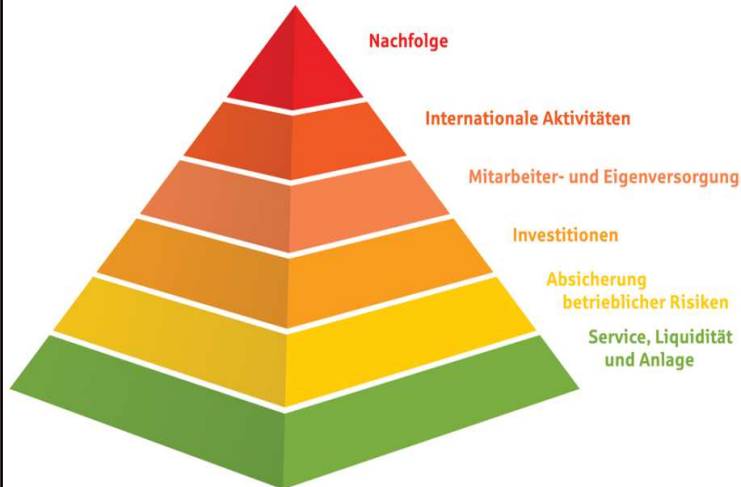 Nachfolge
Internationale Aktivitäten
Mitarbeiter- und Eigenversorgung
Investitionen
Absicherung
betrieblicher Risiken
Service, Liquidität
und Anlage